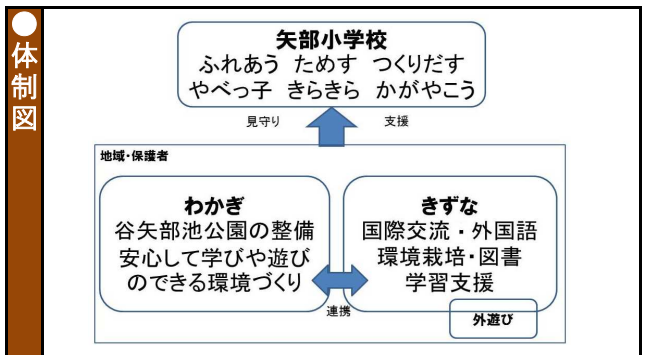 ●体制図
矢部小学校
ふれあう ためす つくりだす
やべっ子 きらきら かがやこう
見守り 支援
地域・保護者
わかぎ
谷矢部池公園の整備
安心して学びや遊び
のできる環境づくり
連携
きずな
国際交流・外国語
環境栽培・図書
学習支援
外遊び